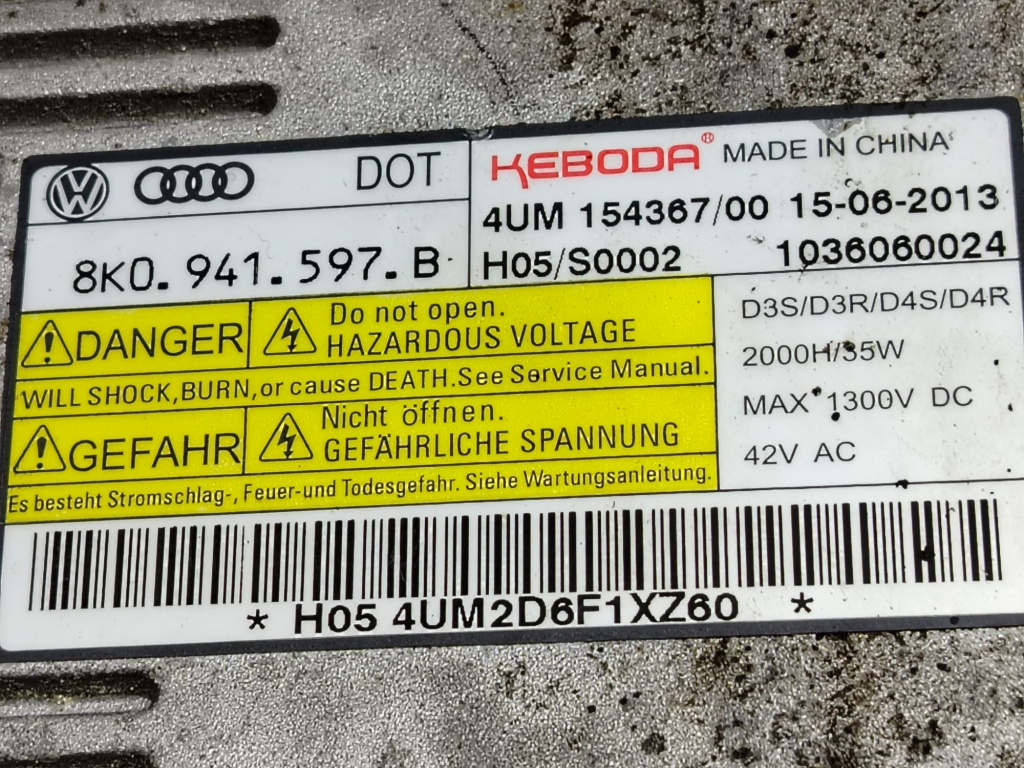 DOT
8K0.941.597.B
KEBODA® MADE IN CHINA
4UM 154367/00 15-06-2013
H05/S0002 1036060024
DANGER
Do not open.
HAZARDOUS VOLTAGE
WILL SHOCK, BURN, or cause DEATH. See Service Manual.
GEFAHR
Nicht öffnen.
GEFÄHRLICHE SPANNUNG
Es besteht Stromschlag-, Feuer-und Todesgefahr. Siehe Wartungsanleitung.
D3S/D3R/D4S/D4R
2000H/35W
MAX 1300V DC
42V AC
* H05 4UM2D6F1XZ60 *